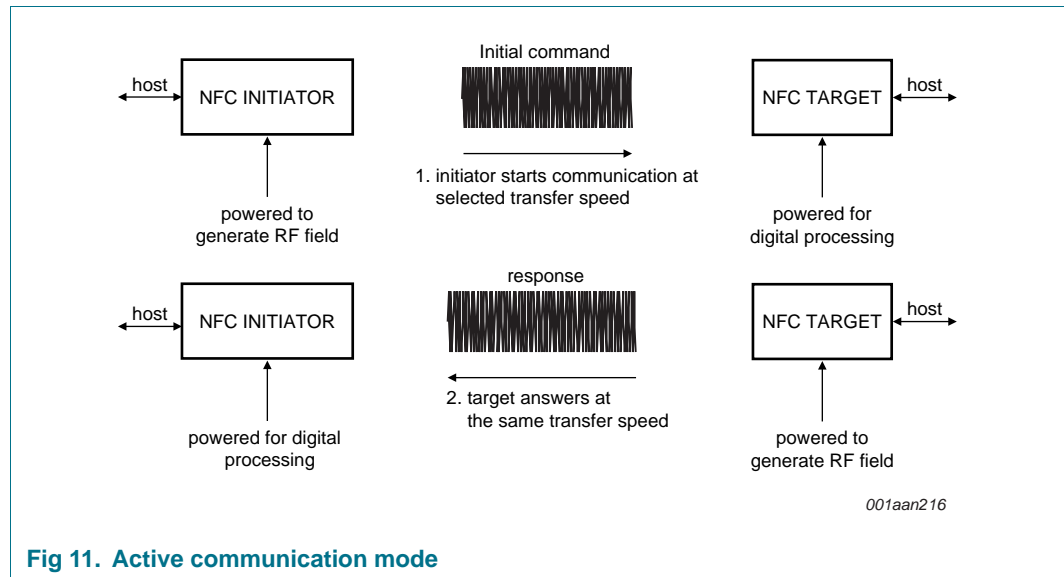 Initial command
host
NFC INITIATOR
NFC TARGET
host
1. initiator starts communication at
selected transfer speed
powered to
generate RF field
powered for
digital processing
response
host
NFC INITIATOR
NFC TARGET
host
2. target answers at
the same transfer speed
powered for digital
processing
powered to
generate RF field
001aan216
Fig 11. Active communication mode